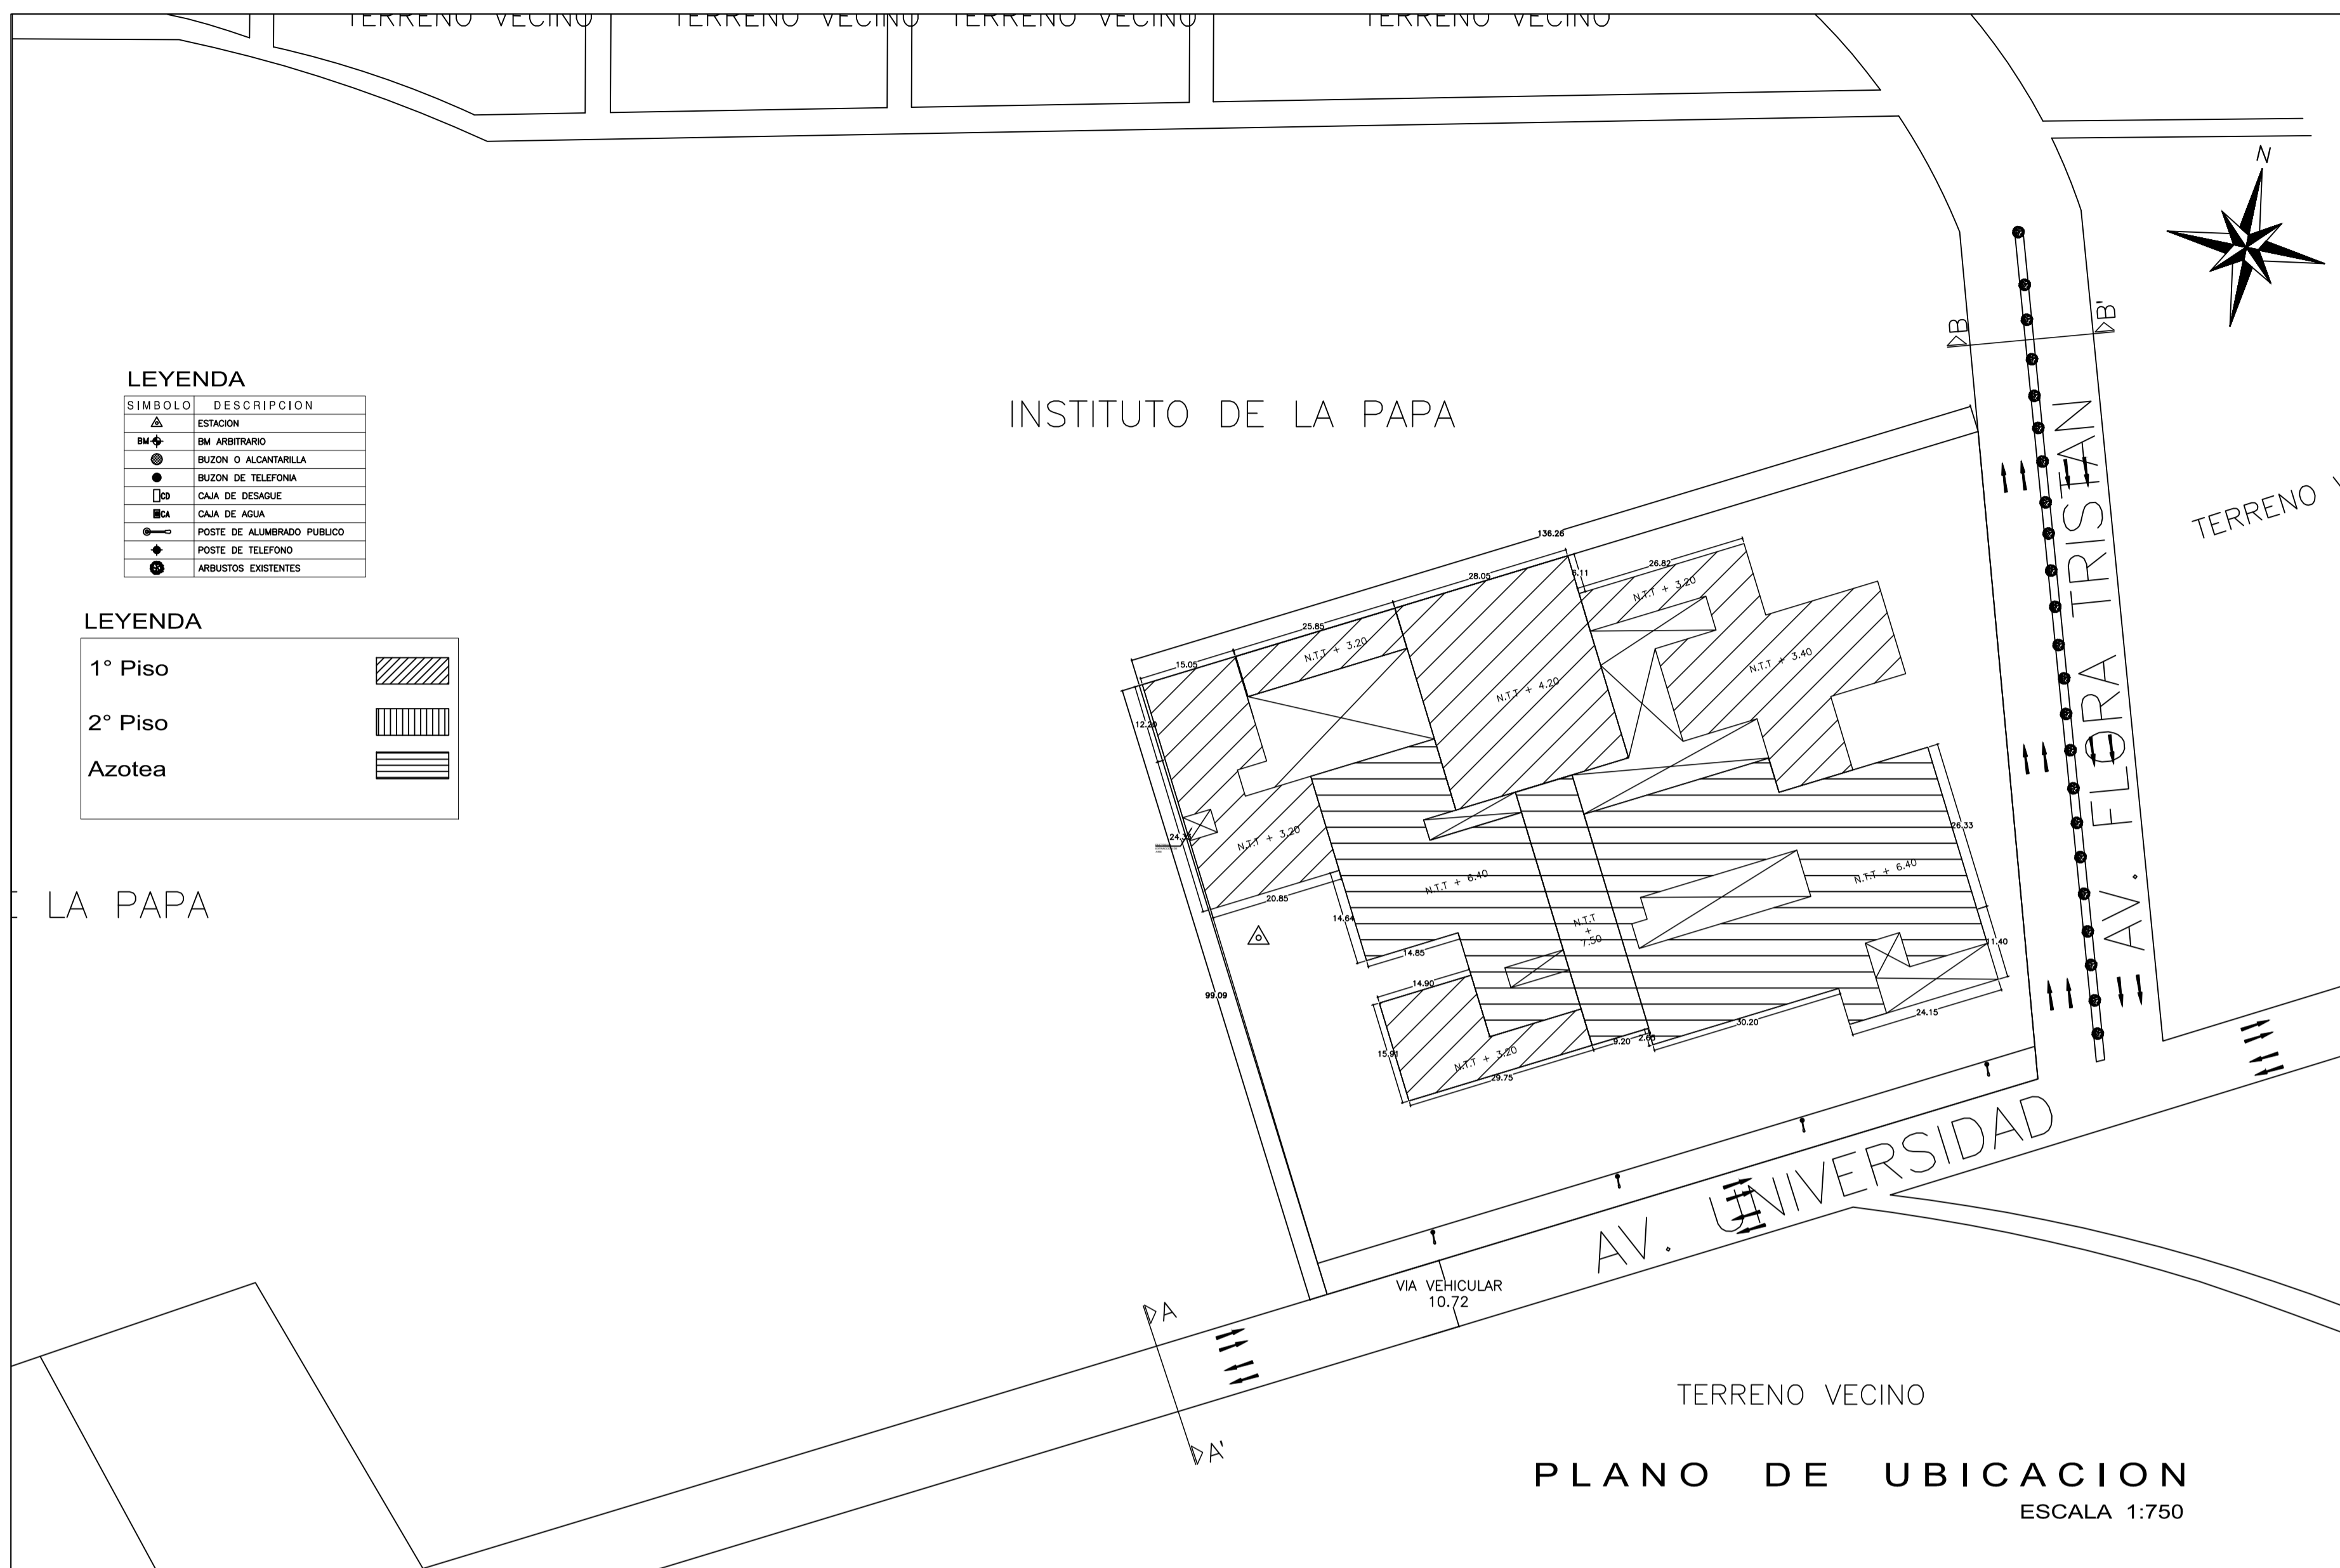 TERRENO VECINO
TERRENO VECINO
TERRENO VECINO
TERRENO VECINO
N
B
B'
LEYENDA
SIMBOLO DESCRIPCION
ESTACION
BM BM ARBITRARIO
BUZON O ALCANTARILLA
BUZON DE TELEFONIA
CD CAJA DE DESAGUE
CA CAJA DE AGUA
POSTE DE ALUMBRADO PUBLICO
POSTE DE TELEFONO
ARBUSTOS EXISTENTES
LEYENDA
1° Piso
2° Piso
Azotea
INSTITUTO DE LA PAPA
TERRENO
AV. FLORA TRISTAN
136.26
28.05
6.11
26.82
N.T.T + 3.20
25.85
N.T.T + 3.20
15.05
N.T.T + 3.40
N.T.T + 4.20
12.20
N.T.T + 3.20
26.33
N.T.T + 6.40
N.T.T + 6.40
20.85
14.64
N.T.T
+
7.50
11.40
14.85
14.90
99.09
24.15
30.20
9.20
15.91
N.T.T + 3.20
29.75
LA PAPA
AV. UNIVERSIDAD
VIA VEHICULAR
10.72
A
A'
TERRENO VECINO
PLANO DE UBICACION
ESCALA 1:750